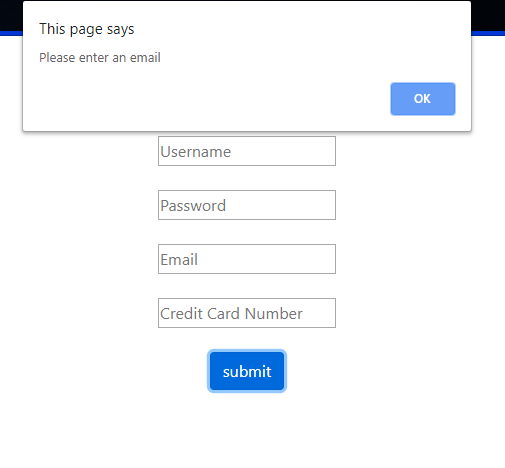 This page says
Please enter an email
OK
Username
Password
Email
Credit Card Number
submit